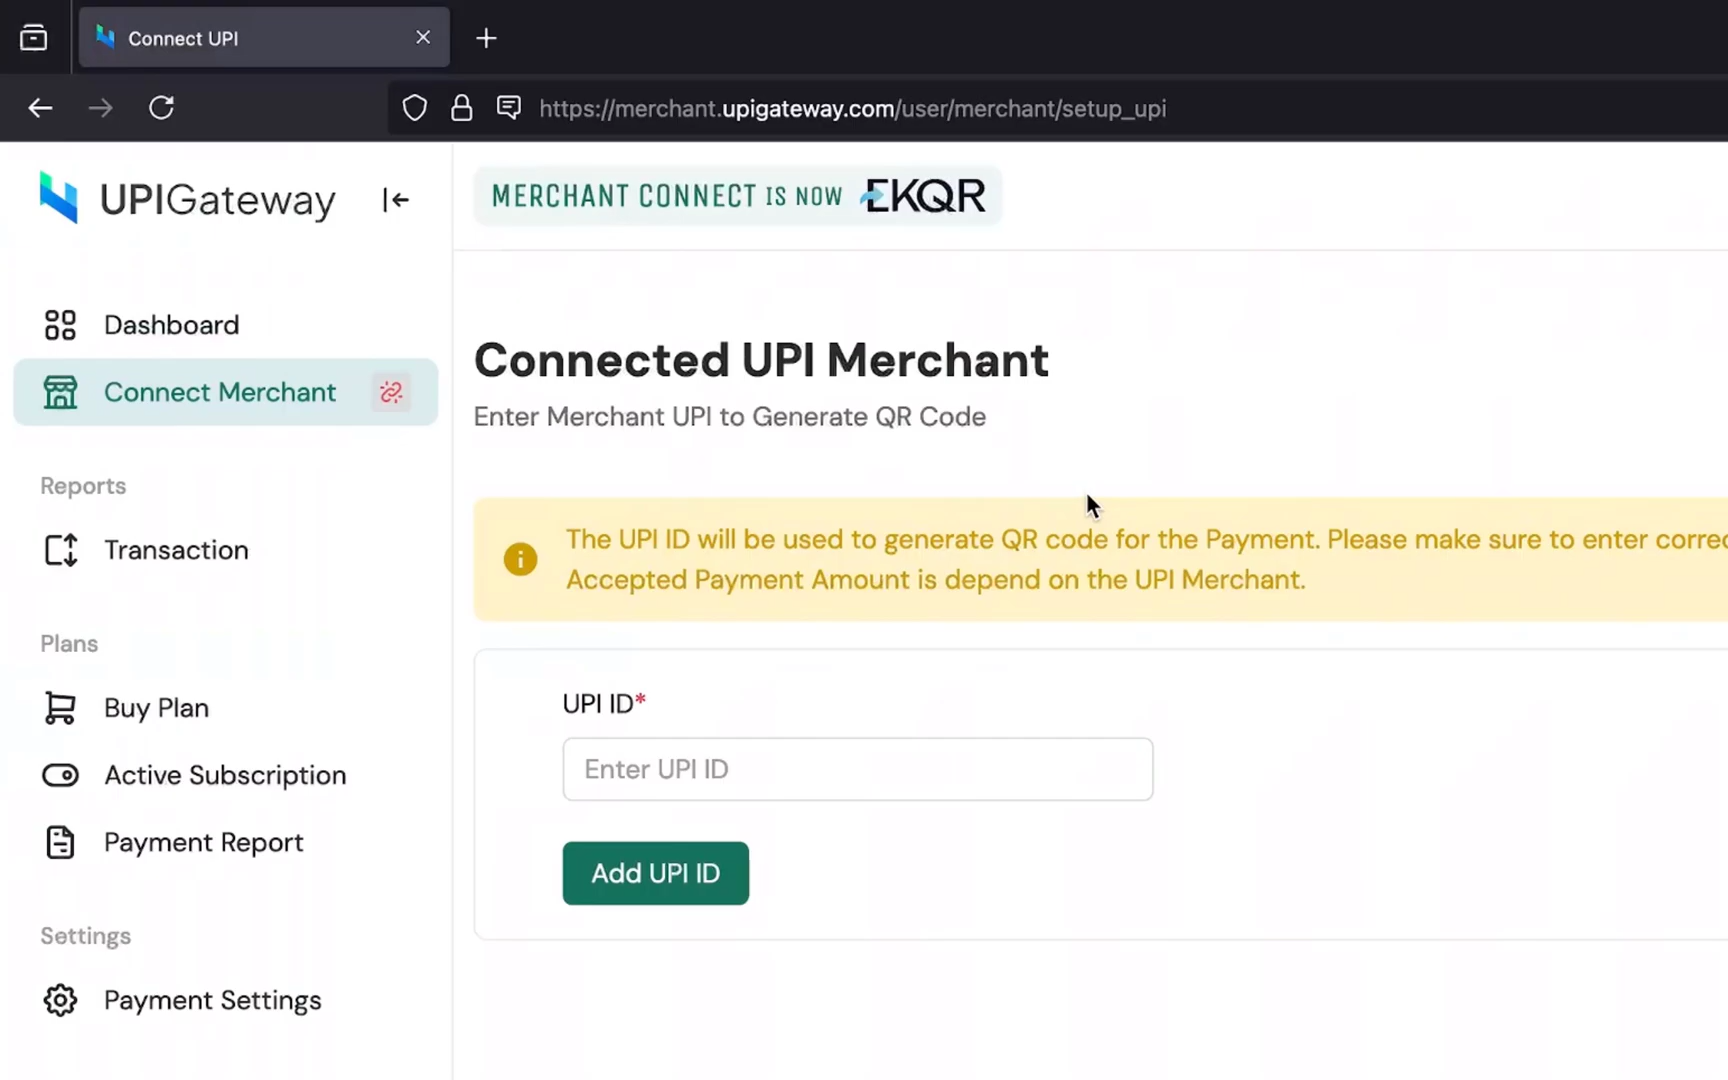 Connect UPI
https://merchant.upigateway.com/user/merchant/setup_upi
UPIGateway
MERCHANT CONNECT IS NOW EKQR
Dashboard
Connect Merchant
Reports
Transaction
Plans
Buy Plan
Active Subscription
Payment Report
Settings
Payment Settings
Connected UPI Merchant
Enter Merchant UPI to Generate QR Code
The UPI ID will be used to generate QR code for the Payment. Please make sure to enter
Accepted Payment Amount is depend on the UPI Merchant.
UPI ID*
Enter UPI ID
Add UPI ID